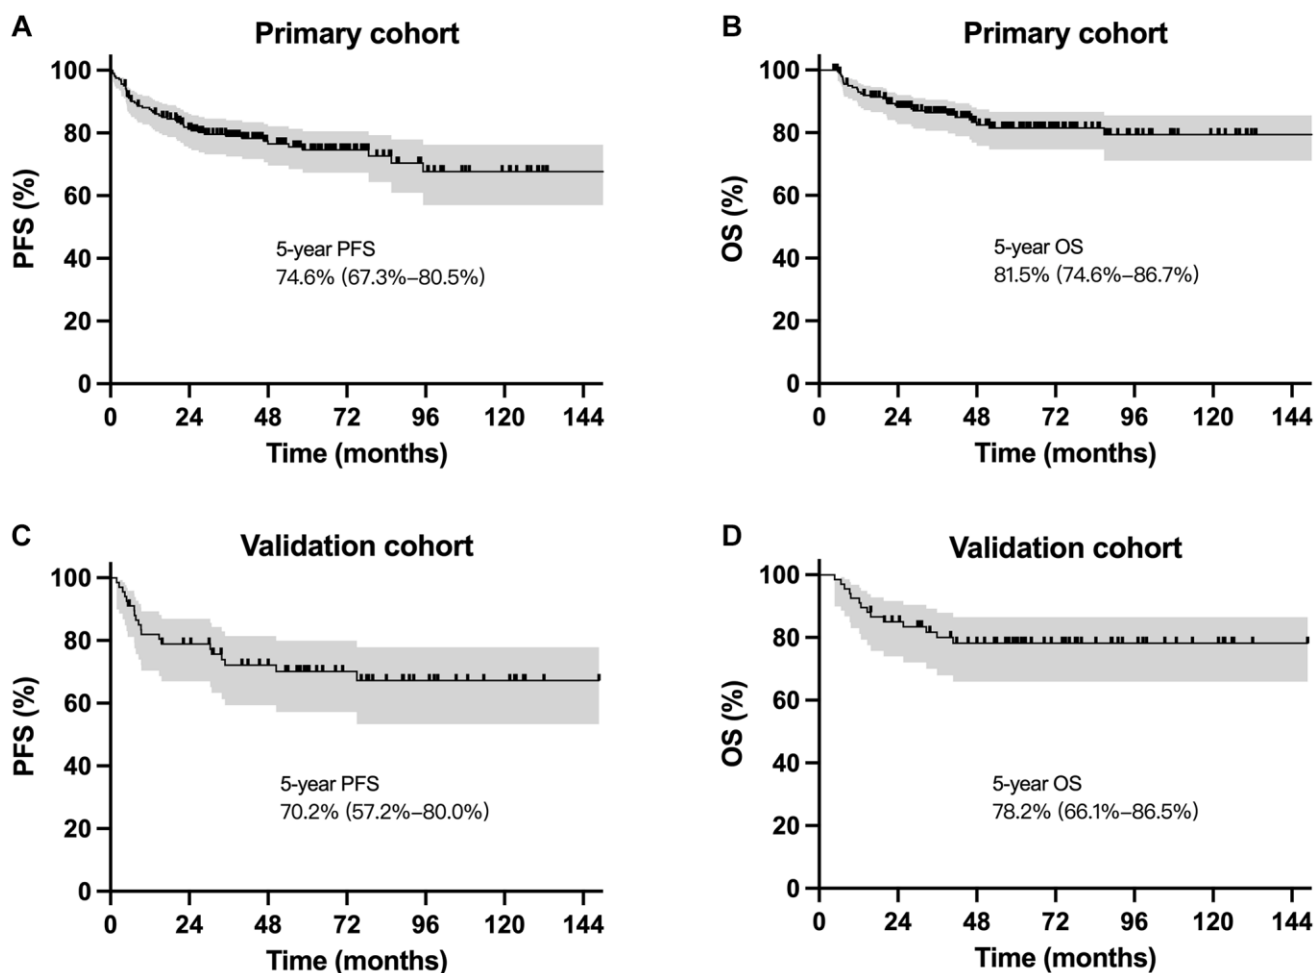 A
Primary cohort
PFS (%)
100
80
60
40
20
0
5-year PFS
74.6% (67.3%–80.5%)
0 24 48 72 96 120 144
Time (months)
B
Primary cohort
OS (%)
100
80
60
40
20
0
5-year OS
81.5% (74.6%–86.7%)
0 24 48 72 96 120 144
Time (months)
C
Validation cohort
PFS (%)
100
80
60
40
20
0
5-year PFS
70.2% (57.2%–80.0%)
0 24 48 72 96 120 144
Time (months)
D
Validation cohort
OS (%)
100
80
60
40
20
0
5-year OS
78.2% (66.1%–86.5%)
0 24 48 72 96 120 144
Time (months)